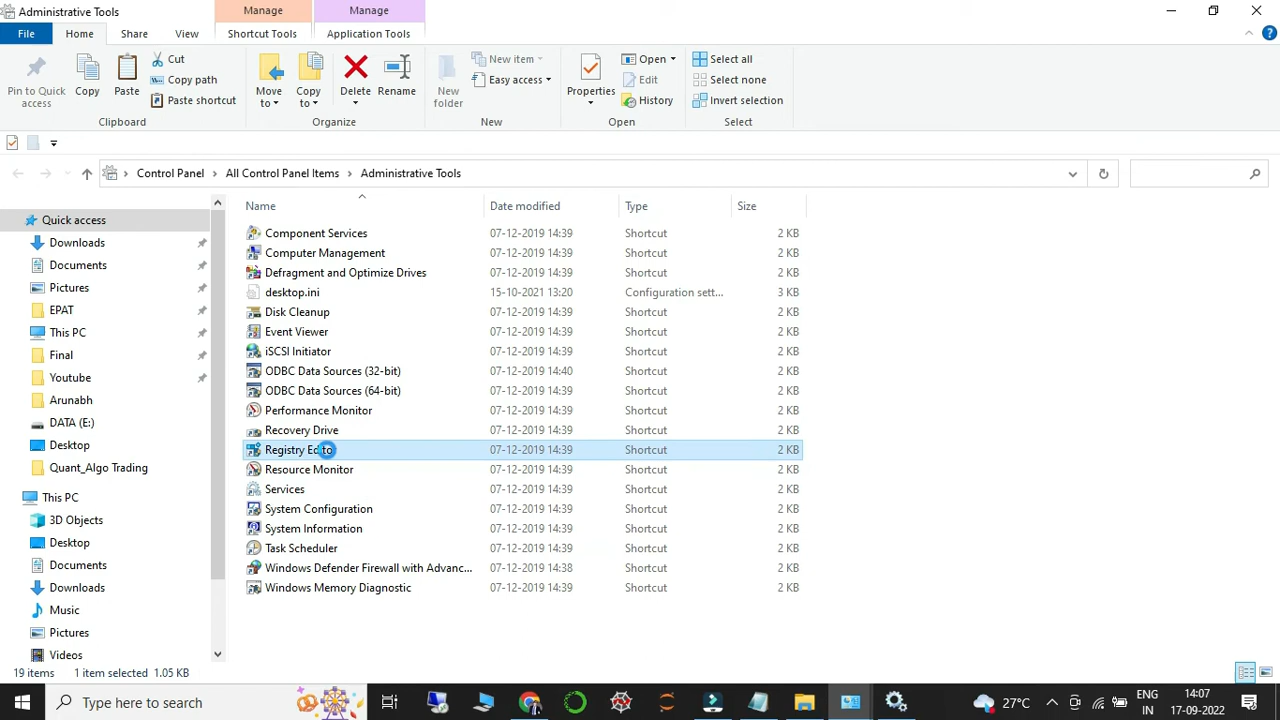 Administrative Tools
Manage
Manage
File
Home
Share
View
Shortcut Tools
Application Tools
Pin to Quick access
Copy
Paste
Cut
Copy path
Paste shortcut
Clipboard
Move to
Copy to
Delete
Rename
Organize
New folder
New item
Easy access
New
Properties
Open
Edit
History
Open
Select all
Select none
Invert selection
Select
Control Panel > All Control Panel Items > Administrative Tools
Name
Date modified
Type
Size
Quick access
Downloads
Documents
Pictures
EPAT
This PC
Final
Youtube
Arunabh
DATA (E:)
Desktop
Quant_Algo Trading
This PC
3D Objects
Desktop
Documents
Downloads
Music
Pictures
Videos
Component Services 07-12-2019 14:39 Shortcut 2 KB
Computer Management 07-12-2019 14:39 Shortcut 2 KB
Defragment and Optimize Drives 07-12-2019 14:39 Shortcut 2 KB
desktop.ini 15-10-2021 13:20 Configuration sett... 3 KB
Disk Cleanup 07-12-2019 14:39 Shortcut 2 KB
Event Viewer 07-12-2019 14:39 Shortcut 2 KB
iSCSI Initiator 07-12-2019 14:39 Shortcut 2 KB
ODBC Data Sources (32-bit) 07-12-2019 14:40 Shortcut 2 KB
ODBC Data Sources (64-bit) 07-12-2019 14:39 Shortcut 2 KB
Performance Monitor 07-12-2019 14:39 Shortcut 2 KB
Recovery Drive 07-12-2019 14:39 Shortcut 2 KB
Registry Editor 07-12-2019 14:39 Shortcut 2 KB
Resource Monitor 07-12-2019 14:39 Shortcut 2 KB
Services 07-12-2019 14:39 Shortcut 2 KB
System Configuration 07-12-2019 14:39 Shortcut 2 KB
System Information 07-12-2019 14:39 Shortcut 2 KB
Task Scheduler 07-12-2019 14:39 Shortcut 2 KB
Windows Defender Firewall with Advanc... 07-12-2019 14:38 Shortcut 2 KB
Windows Memory Diagnostic 07-12-2019 14:39 Shortcut 2 KB
19 items 1 item selected 1.05 KB
Type here to search
27°C
ENG
IN
14:07
17-09-2022